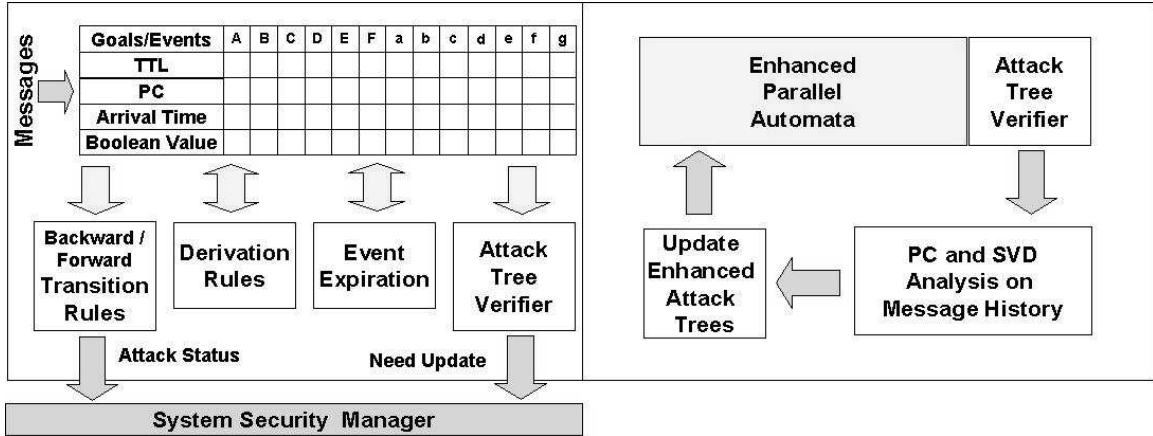 Messages
Goals/Events A B C D E F a b c d e f g
TTL
PC
Arrival Time
Boolean Value
Backward /
Forward
Transition
Rules
Derivation
Rules
Event
Expiration
Attack
Tree
Verifier
Attack Status
Need Update
System Security Manager
Enhanced
Parallel
Automata
Attack
Tree
Verifier
Update
Enhanced
Attack
Trees
PC and SVD
Analysis on
Message History